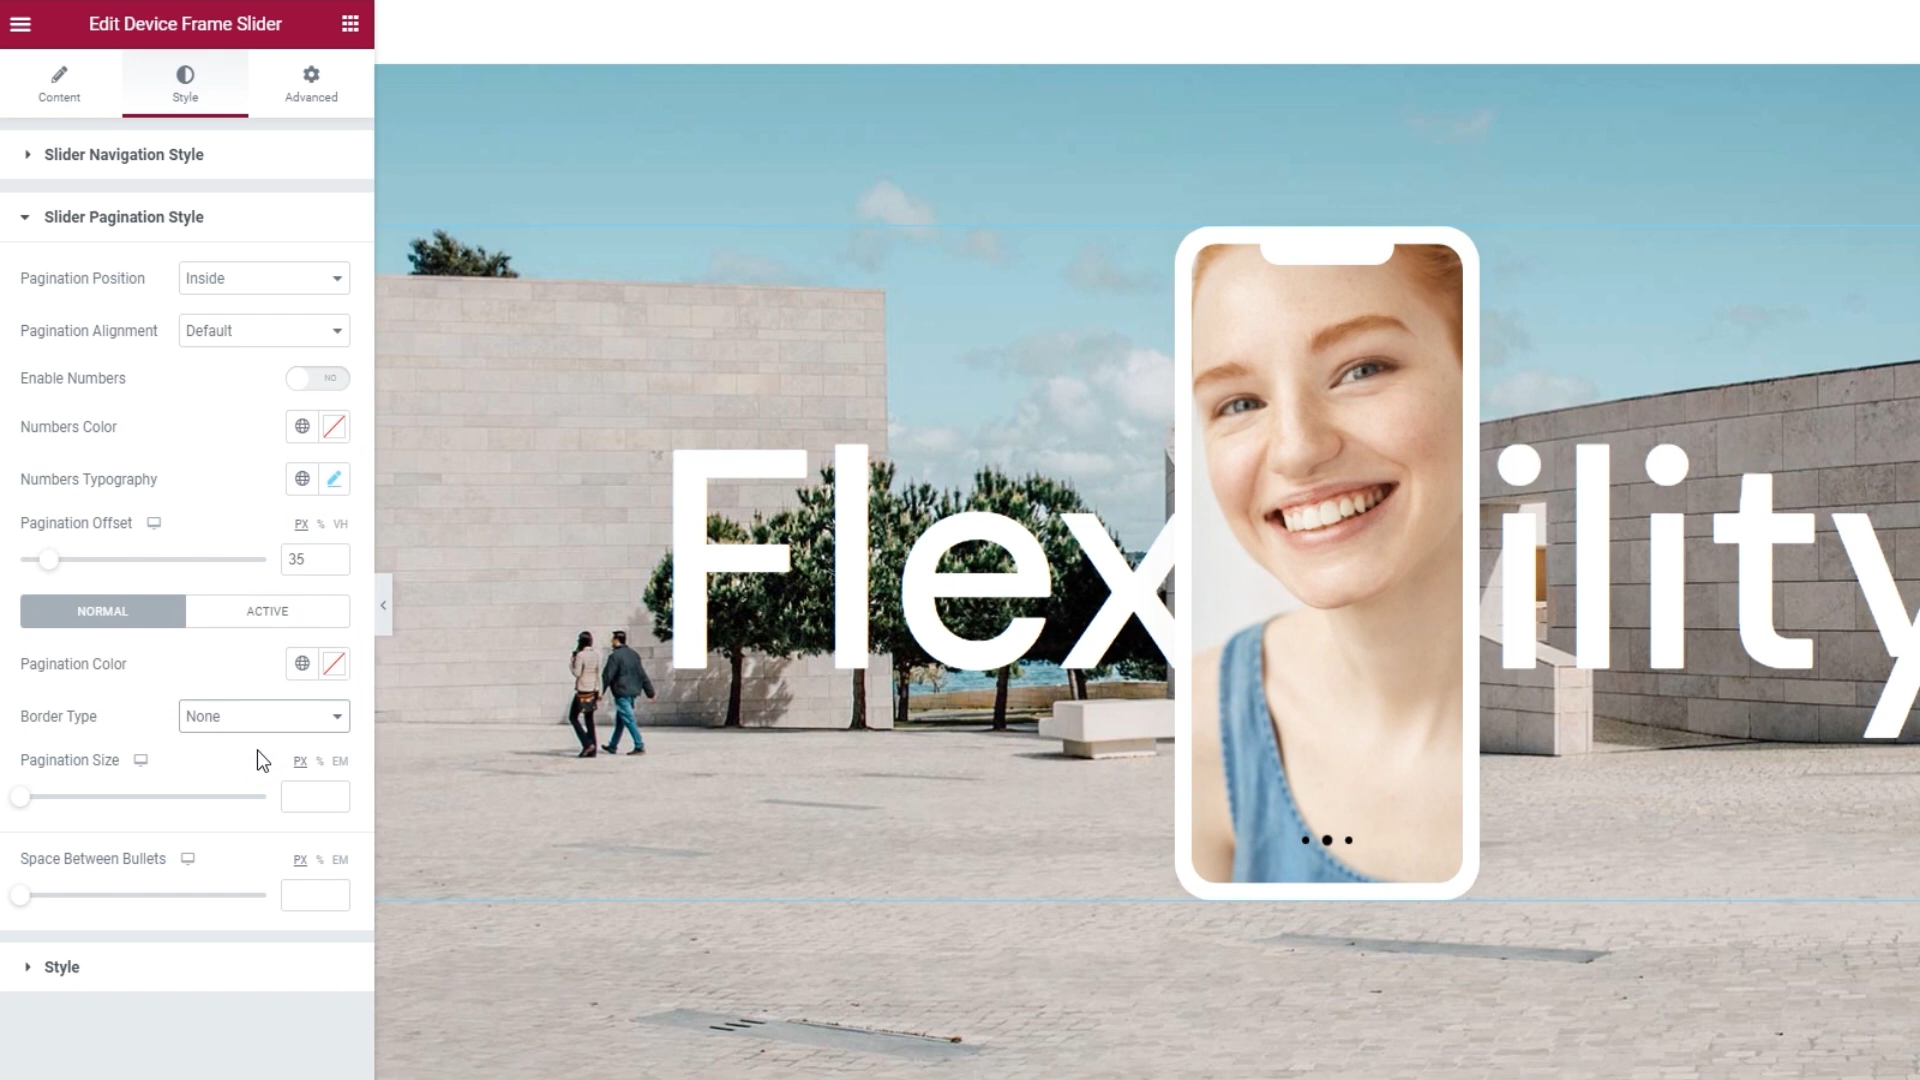 Edit Device Frame Slider
Content
Style
Advanced
Slider Navigation Style
Slider Pagination Style
Pagination Position
Inside
Pagination Alignment
Default
Enable Numbers
NO
Numbers Color
Numbers Typography
Pagination Offset
PX % VH
35
NORMAL
ACTIVE
Pagination Color
Border Type
None
Pagination Size
PX % EM
Space Between Bullets
PX % EM
Style
Flex ility